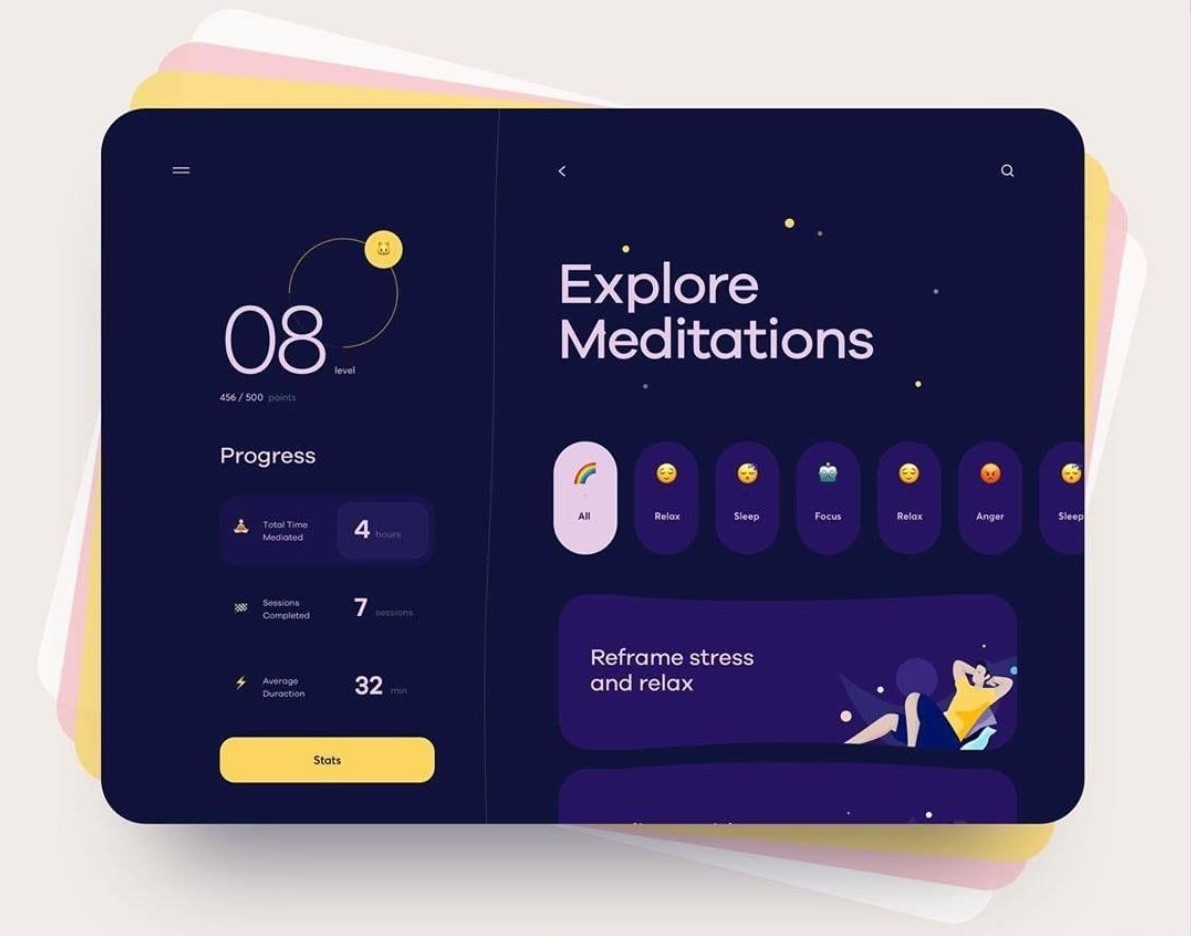 08
level
456 / 500 points
Progress
Total Time
Mediated
4 hours
Sessions
Completed
7 sessions
Average
Duraction
32 min
Stats
Explore
Meditations
All
Relax
Sleep
Focus
Relax
Anger
Sleep
Reframe stress
and relax